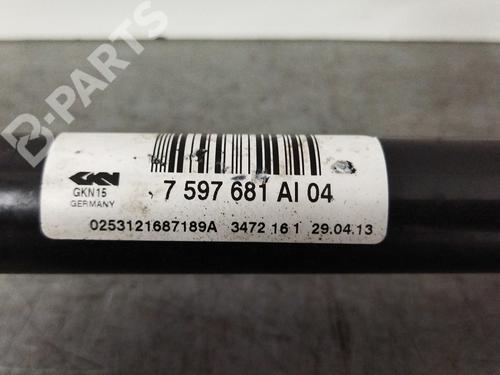 B-PARTS
GKN
GKN15
GERMANY
7 597 681 AI 04
0253121687189A 3472 16 1 29.04.13